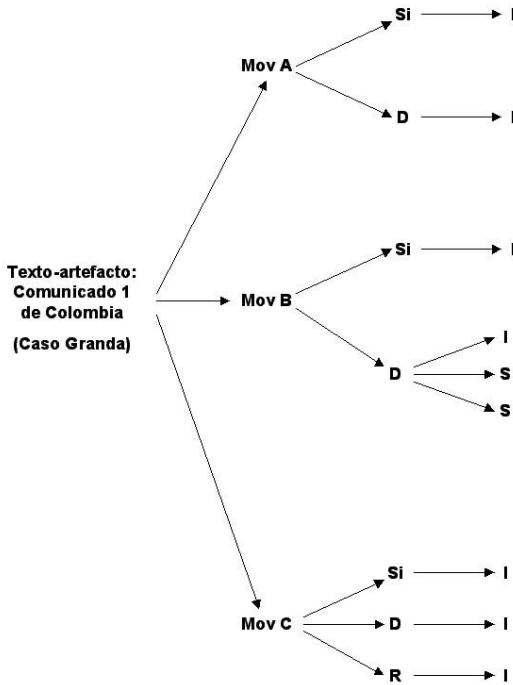 Si I
Mov A
D I
Si I
Texto-artefacto:
Comunicado 1
de Colombia
(Caso Granda)
Mov B
I
D S
S
Si I
Mov C D I
R I